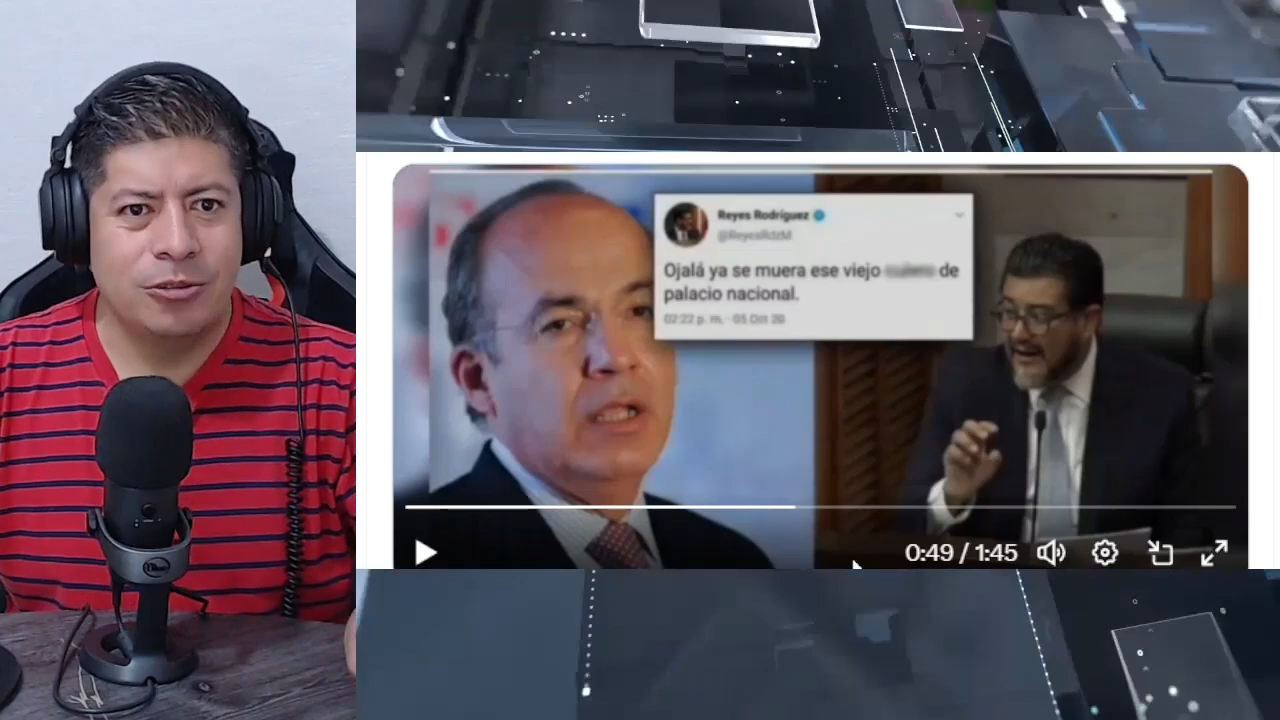 Reyes Rodríguez
@ReyesRdzM
Ojalá ya se muera ese viejo de
palacio nacional.
02:22 p. m. · 05 Oct 20
0:49 / 1:45